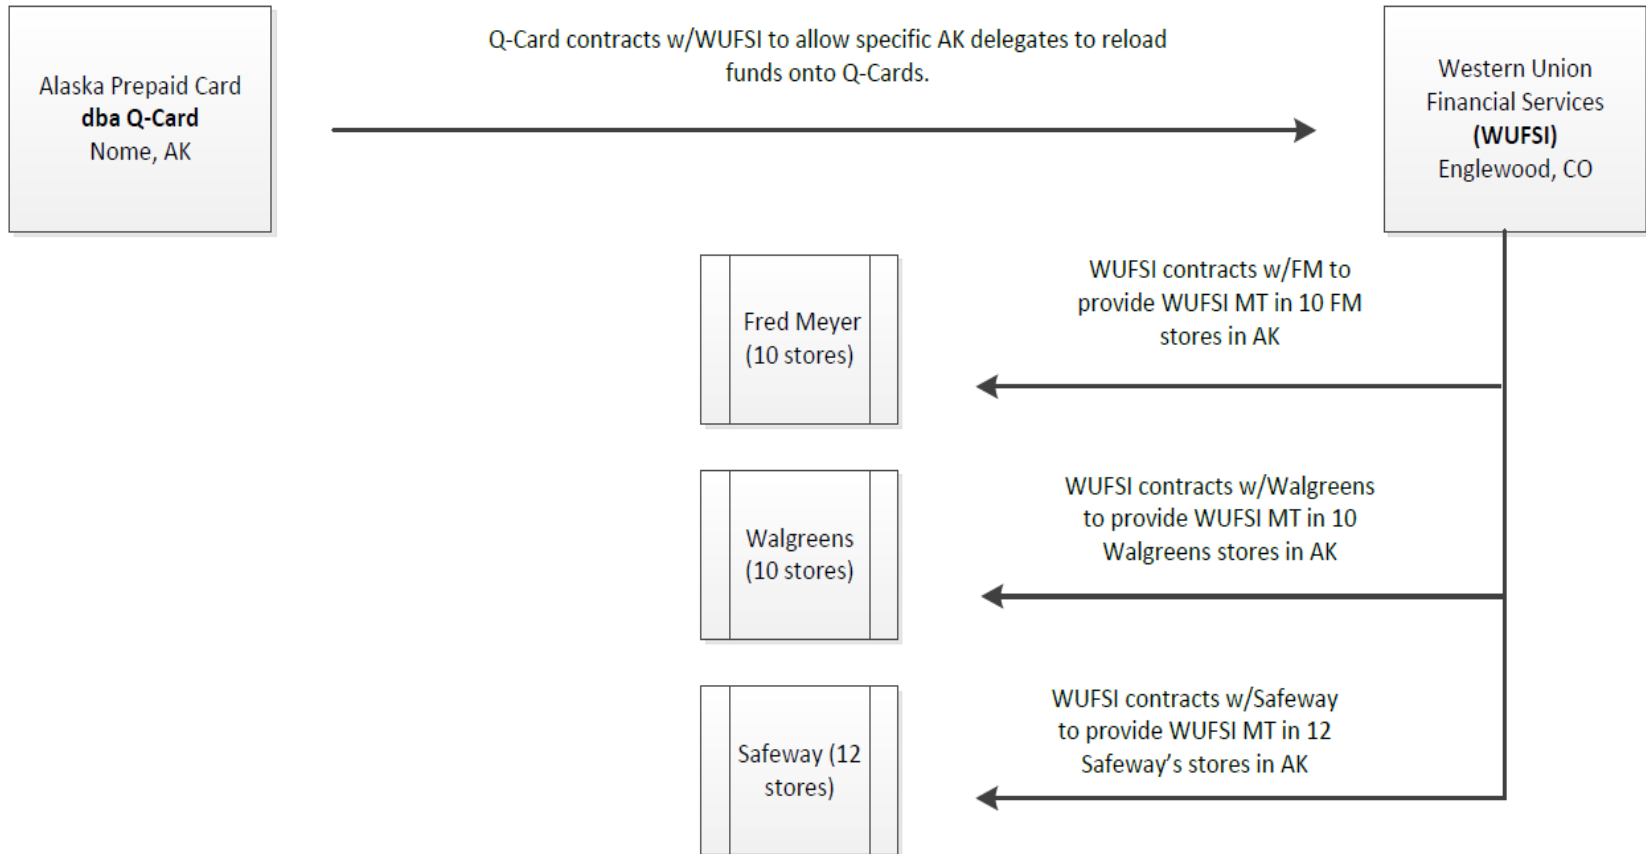 Alaska Prepaid Card
dba Q-Card
Nome, AK
Q-Card contracts w/WUFSI to allow specific AK delegates to reload
funds onto Q-Cards.
Western Union
Financial Services
(WUFSI)
Englewood, CO
Fred Meyer
(10 stores)
WUFSI contracts w/FM to
provide WUFSI MT in 10 FM
stores in AK
Walgreens
(10 stores)
WUFSI contracts w/Walgreens
to provide WUFSI MT in 10
Walgreens stores in AK
Safeway (12
stores)
WUFSI contracts w/Safeway
to provide WUFSI MT in 12
Safeway’s stores in AK